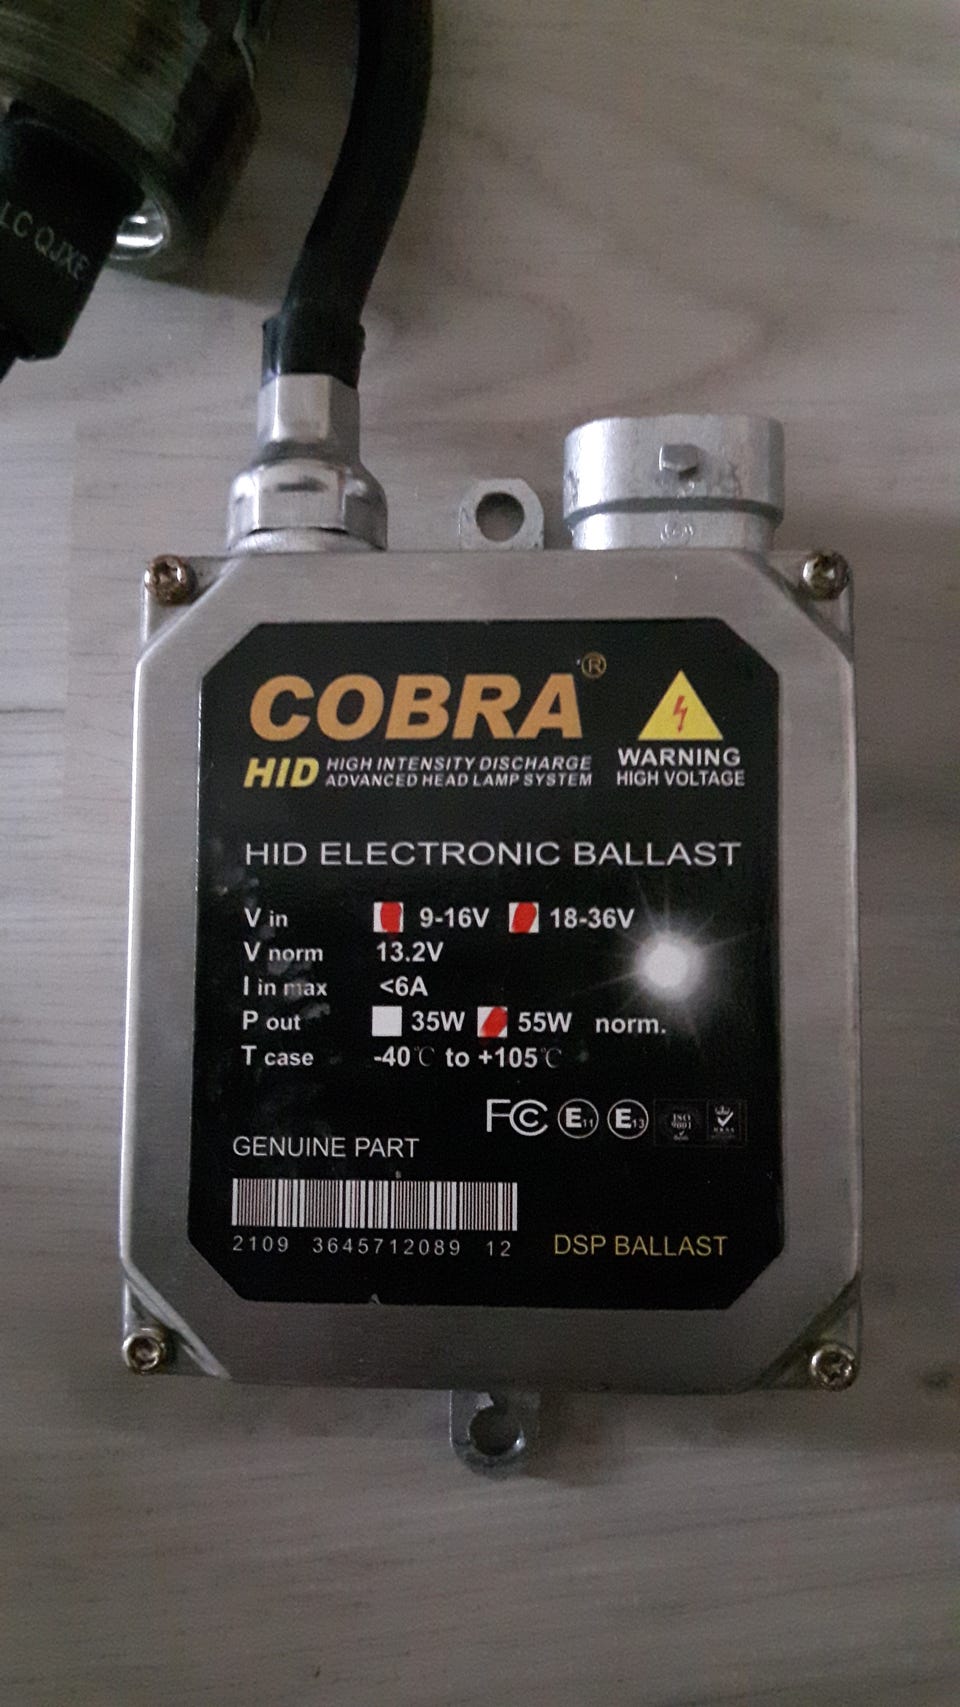 LC QJXE
COBRA®
HID HIGH INTENSITY DISCHARGE
ADVANCED HEAD LAMP SYSTEM
WARNING
HIGH VOLTAGE
HID ELECTRONIC BALLAST
V in 9-16V 18-36V
V norm 13.2V
I in max <6A
P out 35W 55W norm.
T case -40℃ to +105℃
FC E11 E13 ISO 9001
GENUINE PART
2109 3645712089 12
DSP BALLAST